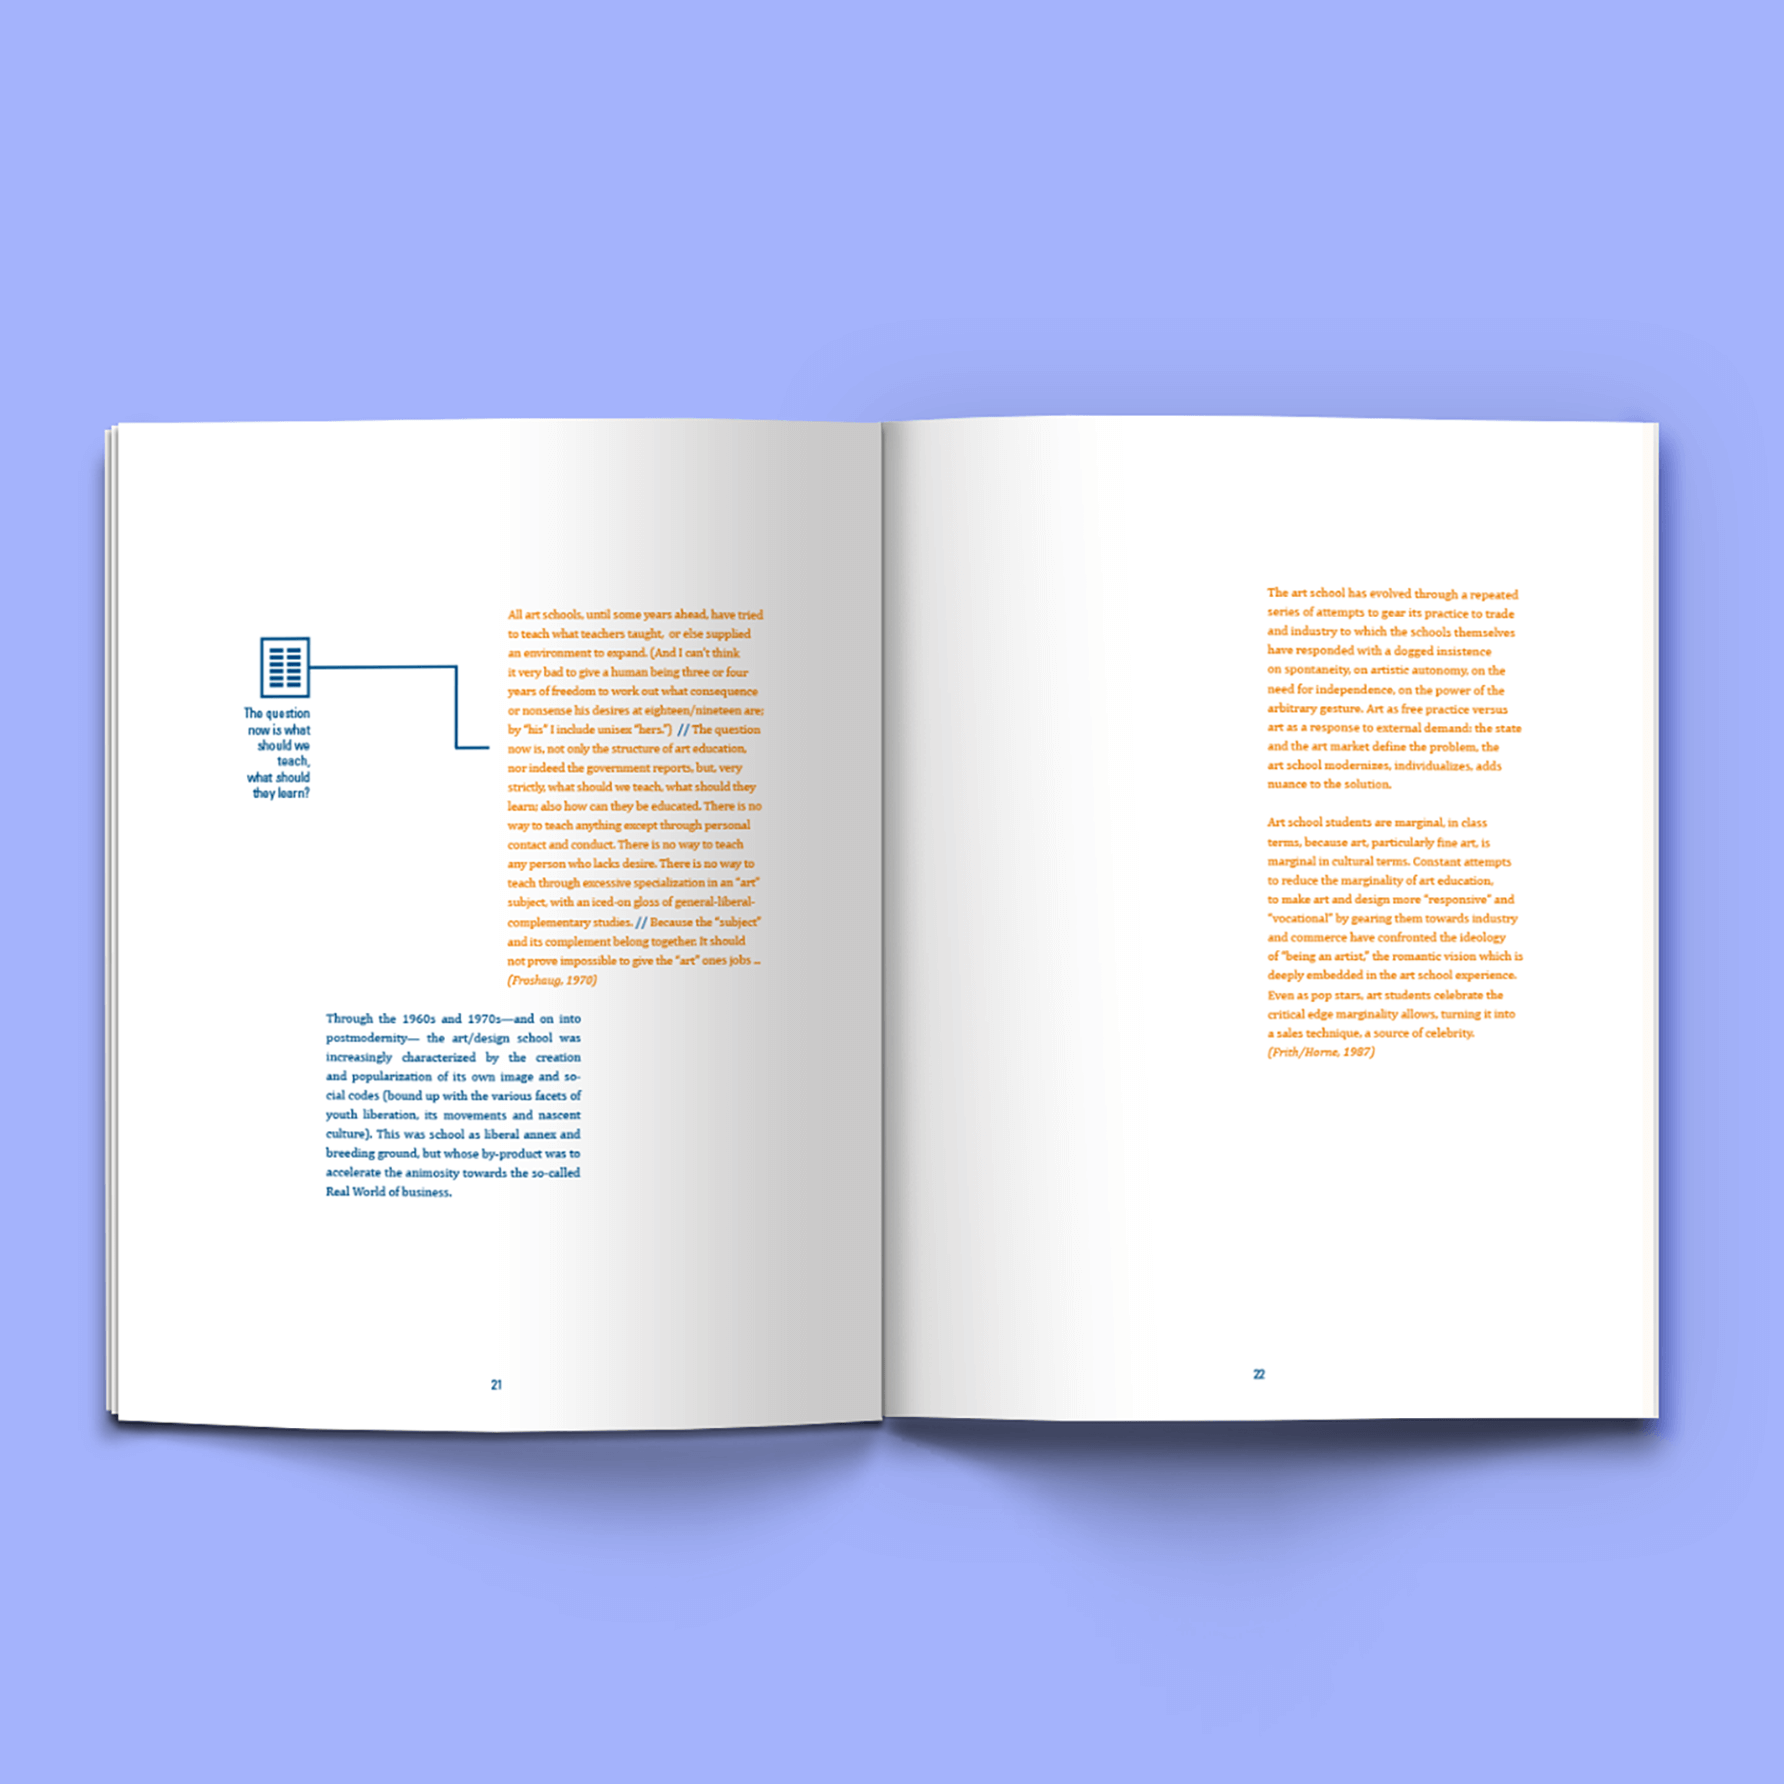 The question
now is what
should we
teach,
what should
they learn?
All art schools, until some years ahead, have tried
to teach what teachers taught, or else supplied
an environment to expand. (And I can't think
it very bad to give a human being three or four
years of freedom to work out what consequence
or nonsense his desires at eighteen/nineteen are;
by "his" I include unisex "hers.") // The question
now is, not only the structure of art education,
nor indeed the government reports, but, very
strictly, what should we teach, what should they
learn; also how can they be educated. There is no
way to teach anything except through personal
contact and conduct. There is no way to teach
any person who lacks desire. There is no way to
teach through excessive specialization in an "art"
subject, with an iced-on gloss of general-liberal-
complementary studies. // Because the "subject"
and its complement belong together. It should
not prove impossible to give the "art" ones jobs ...
(Froshaug, 1970)
Through the 1960s and 1970s—and on into
postmodernity— the art/design school was
increasingly characterized by the creation
and popularization of its own image and so-
cial codes (bound up with the various facets of
youth liberation, its movements and nascent
culture). This was school as liberal annex and
breeding ground, but whose by-product was to
accelerate the animosity towards the so-called
Real World of business.
21
The art school has evolved through a repeated
series of attempts to gear its practice to trade
and industry to which the schools themselves
have responded with a dogged insistence
on spontaneity, on artistic autonomy, on the
need for independence, on the power of the
arbitrary gesture. Art as free practice versus
art as a response to external demand: the state
and the art market define the problem, the
art school modernizes, individualizes, adds
nuance to the solution.
Art school students are marginal, in class
terms, because art, particularly fine art, is
marginal in cultural terms. Constant attempts
to reduce the marginality of art education,
to make art and design more "responsive" and
"vocational" by gearing them towards industry
and commerce have confronted the ideology
of "being an artist," the romantic vision which is
deeply embedded in the art school experience.
Even as pop stars, art students celebrate the
critical edge marginality allows, turning it into
a sales technique, a source of celebrity.
(Frith/Horne, 1987)
22